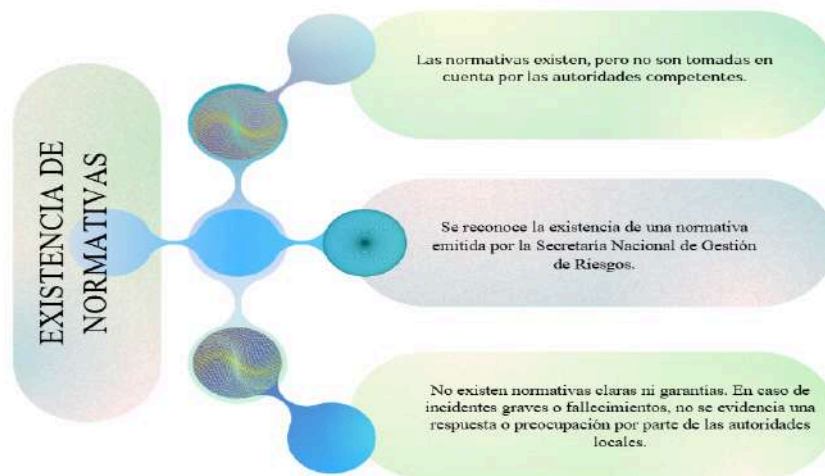 EXISTENCIA DE
NORMATIVAS
Las normativas existen, pero no son tomadas en
cuenta por las autoridades competentes.
Se reconoce la existencia de una normativa
emitida por la Secretaría Nacional de Gestión
de Riesgos.
No existen normativas claras ni garantías. En caso de
incidentes graves o fallecimientos, no se evidencia una
respuesta o preocupación por parte de las autoridades
locales.